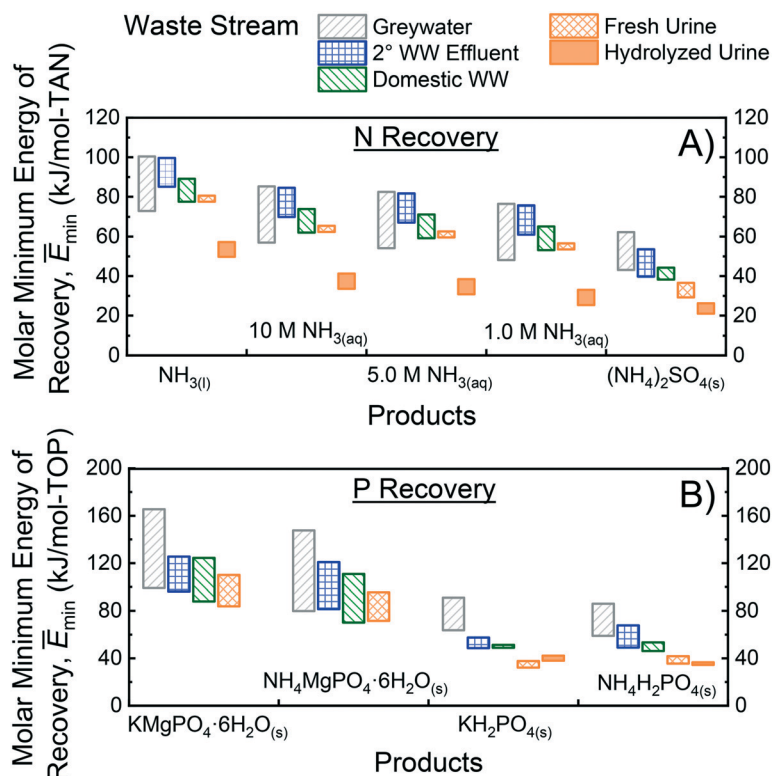 Waste Stream
Greywater
2° WW Effluent
Domestic WW
Fresh Urine
Hydrolyzed Urine
Molar Minimum Energy of
Recovery, E̅min (kJ/mol-TAN)
120
100
80
60
40
20
0
N Recovery
A)
120
100
80
60
40
20
0
10 M NH3(aq)
1.0 M NH3(aq)
NH3(l)
5.0 M NH3(aq)
(NH4)2SO4(s)
Products
Molar Minimum Energy of
Recovery, E̅min (kJ/mol-TOP)
200
160
120
80
40
0
P Recovery
B)
200
160
120
80
40
0
NH4MgPO4·6H2O(s)
NH4H2PO4(s)
KMgPO4·6H2O(s)
KH2PO4(s)
Products